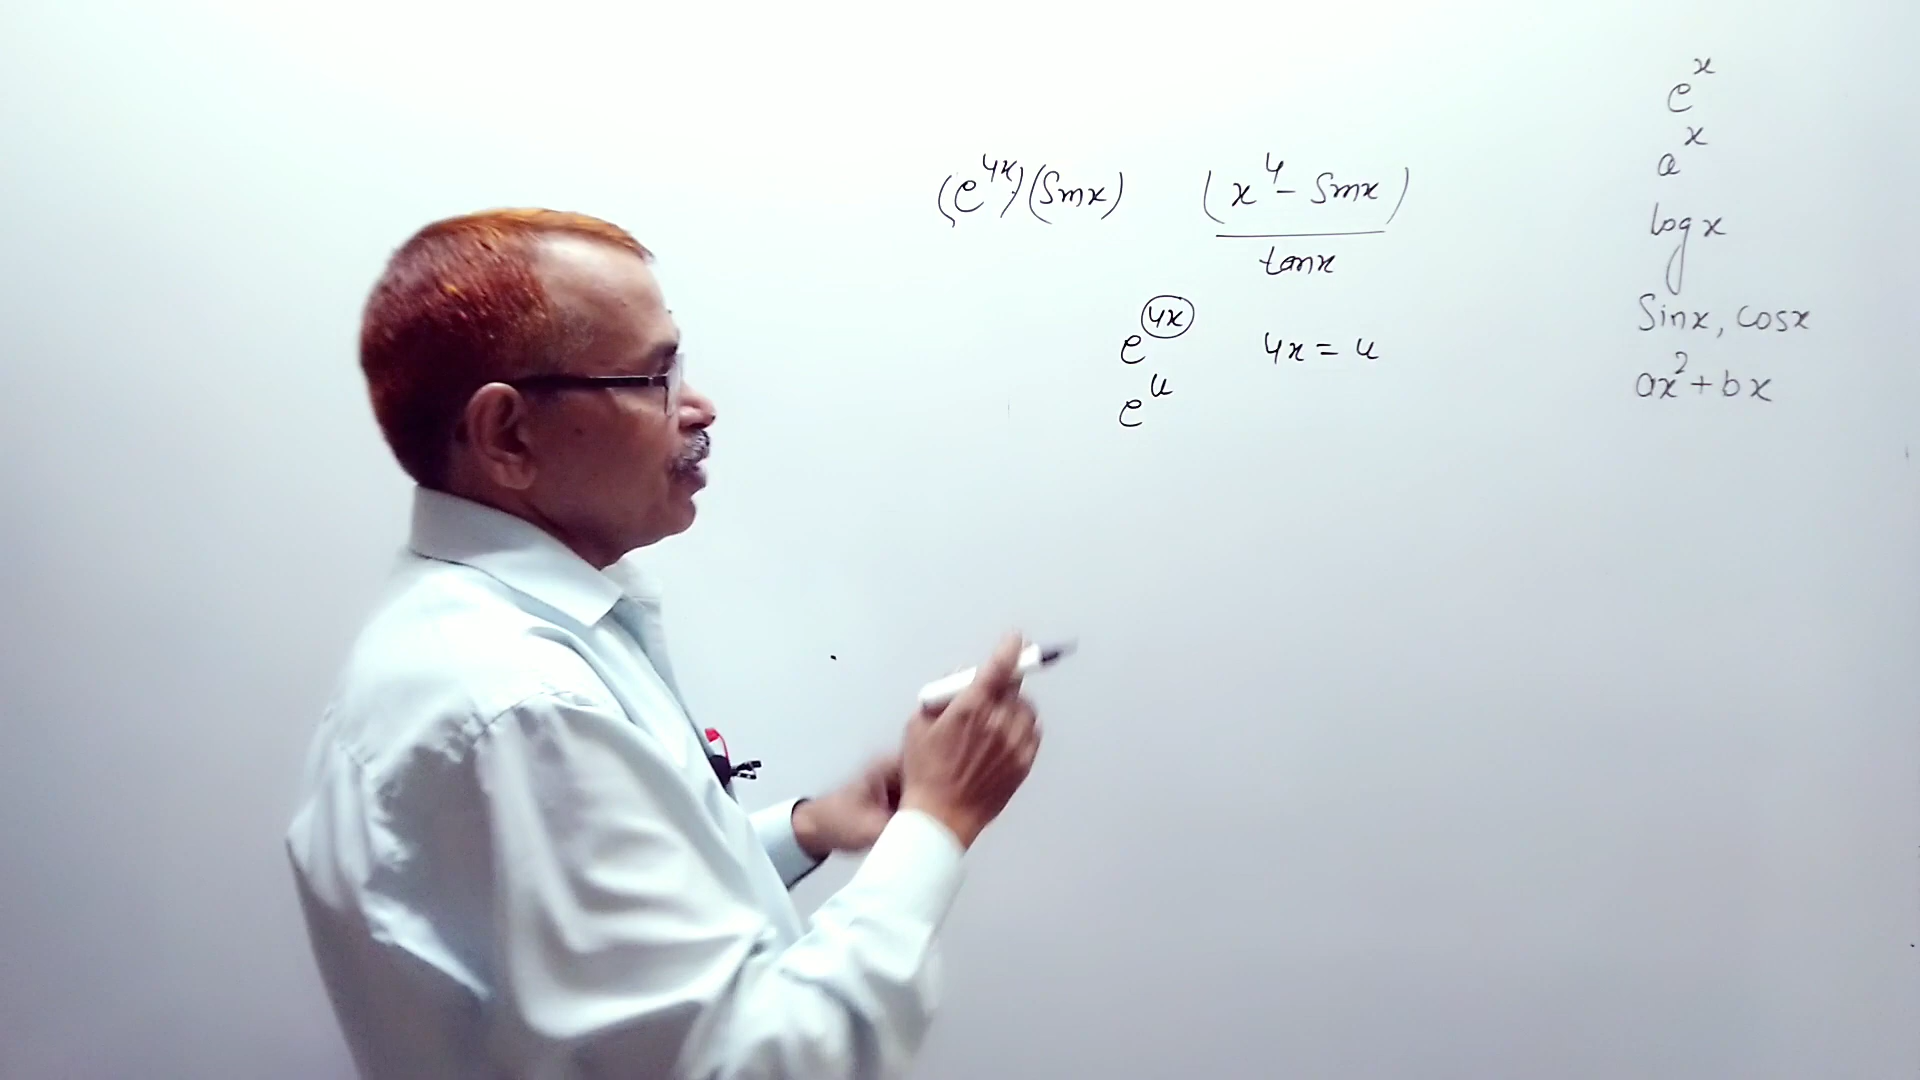 (e^{4x})(Sinx) (x^4 - Sinx)
tanx
e^{4x} 4x = u
e^u
e^x
a^x
log x
Sinx, cosx
ax^2 + bx